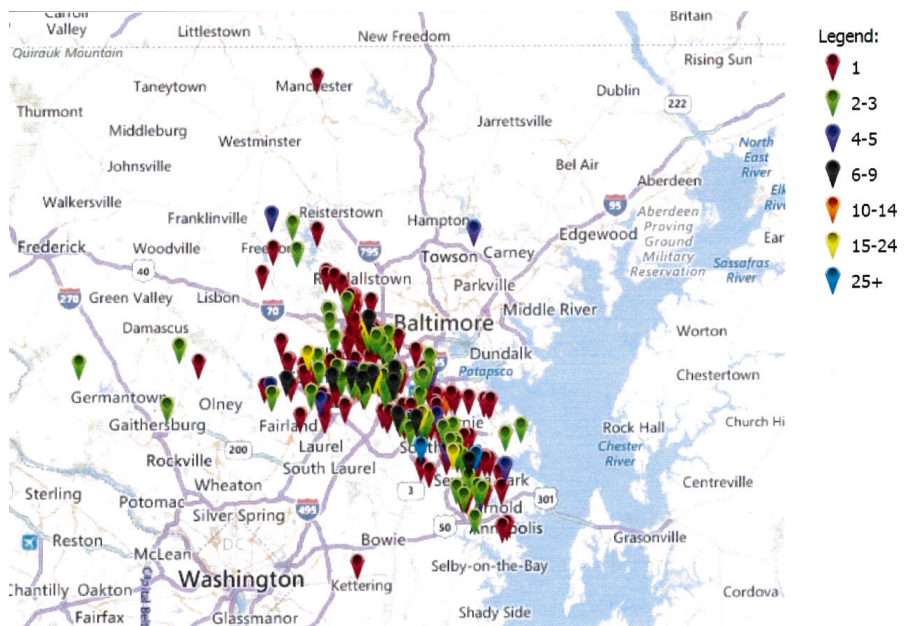 Carroll
Valley
Littlestown
New Freedom
Britain
Legend:
Quirauk Mountain
Rising Sun
1
Taneytown
Manchester
Dublin
222
2-3
Thurmont
Middleburg
Westminster
Jarrettsville
4-5
North
East
River
Johnsville
Bel Air
6-9
Walkersville
Aberdeen
10-14
Franklinville
Reisterstown
Hampton
95
Aberdeen
Proving
Ground
Military
Reservation
15-24
Frederick
Woodville
795
Towson
Carney
Edgewood
Sassafras
River
25+
40
270
Green Valley
Lisbon
70
Parkville
Middle River
Damascus
Baltimore
Worton
Dundalk
Patapsco
Chestertown
Germantown
Olney
Gaithersburg
Fairland
Rock Hall
Laurel
Chester
River
200
Rockville
South Laurel
Wheaton
3
Centreville
Sterling
Potomac
495
301
Silver Spring
50
Arnold
Annapolis
Reston
DC
Bowie
Grasonville
McLean
Selby-on-the-Bay
Washington
Kettering
Chantilly
Oakton
Cordova
Fairfax
Glassmanor
Shady Side